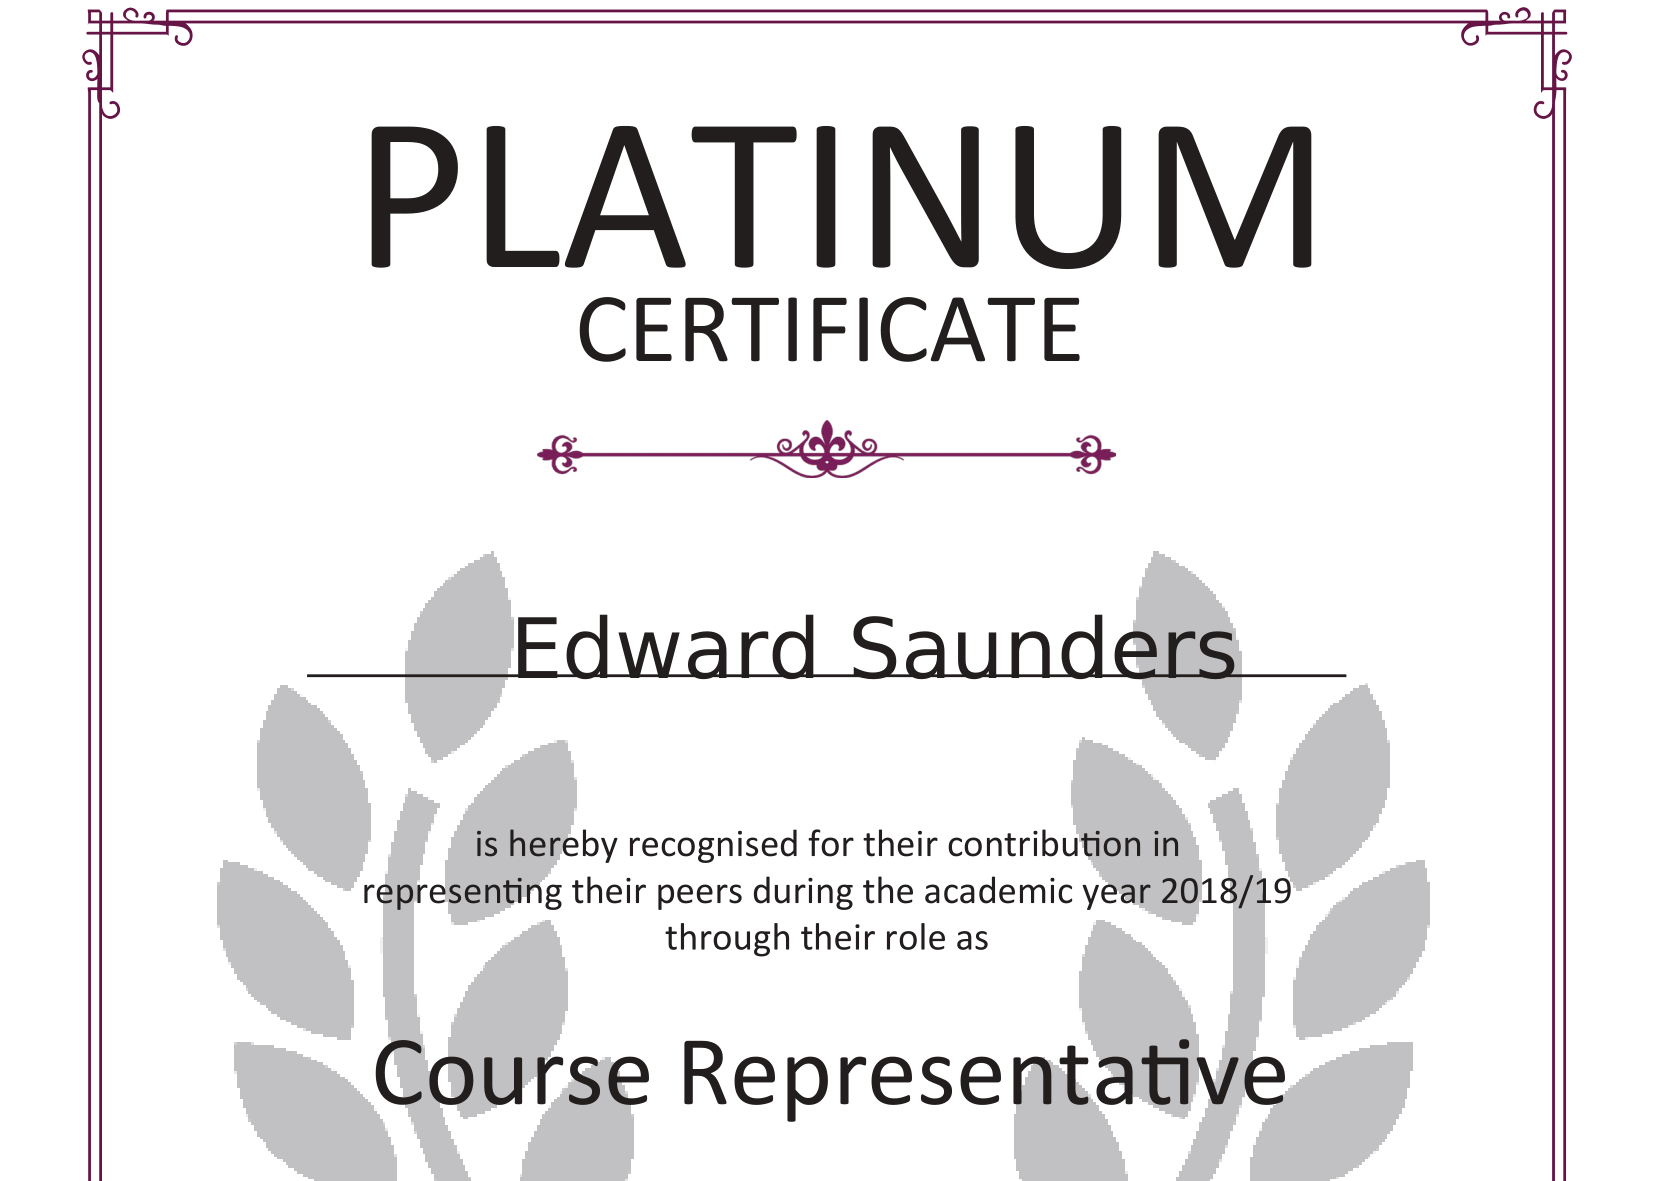 PLATINUM
CERTIFICATE
Edward Saunders
is hereby recognised for their contribution in
representing their peers during the academic year 2018/19
through their role as
Course Representative